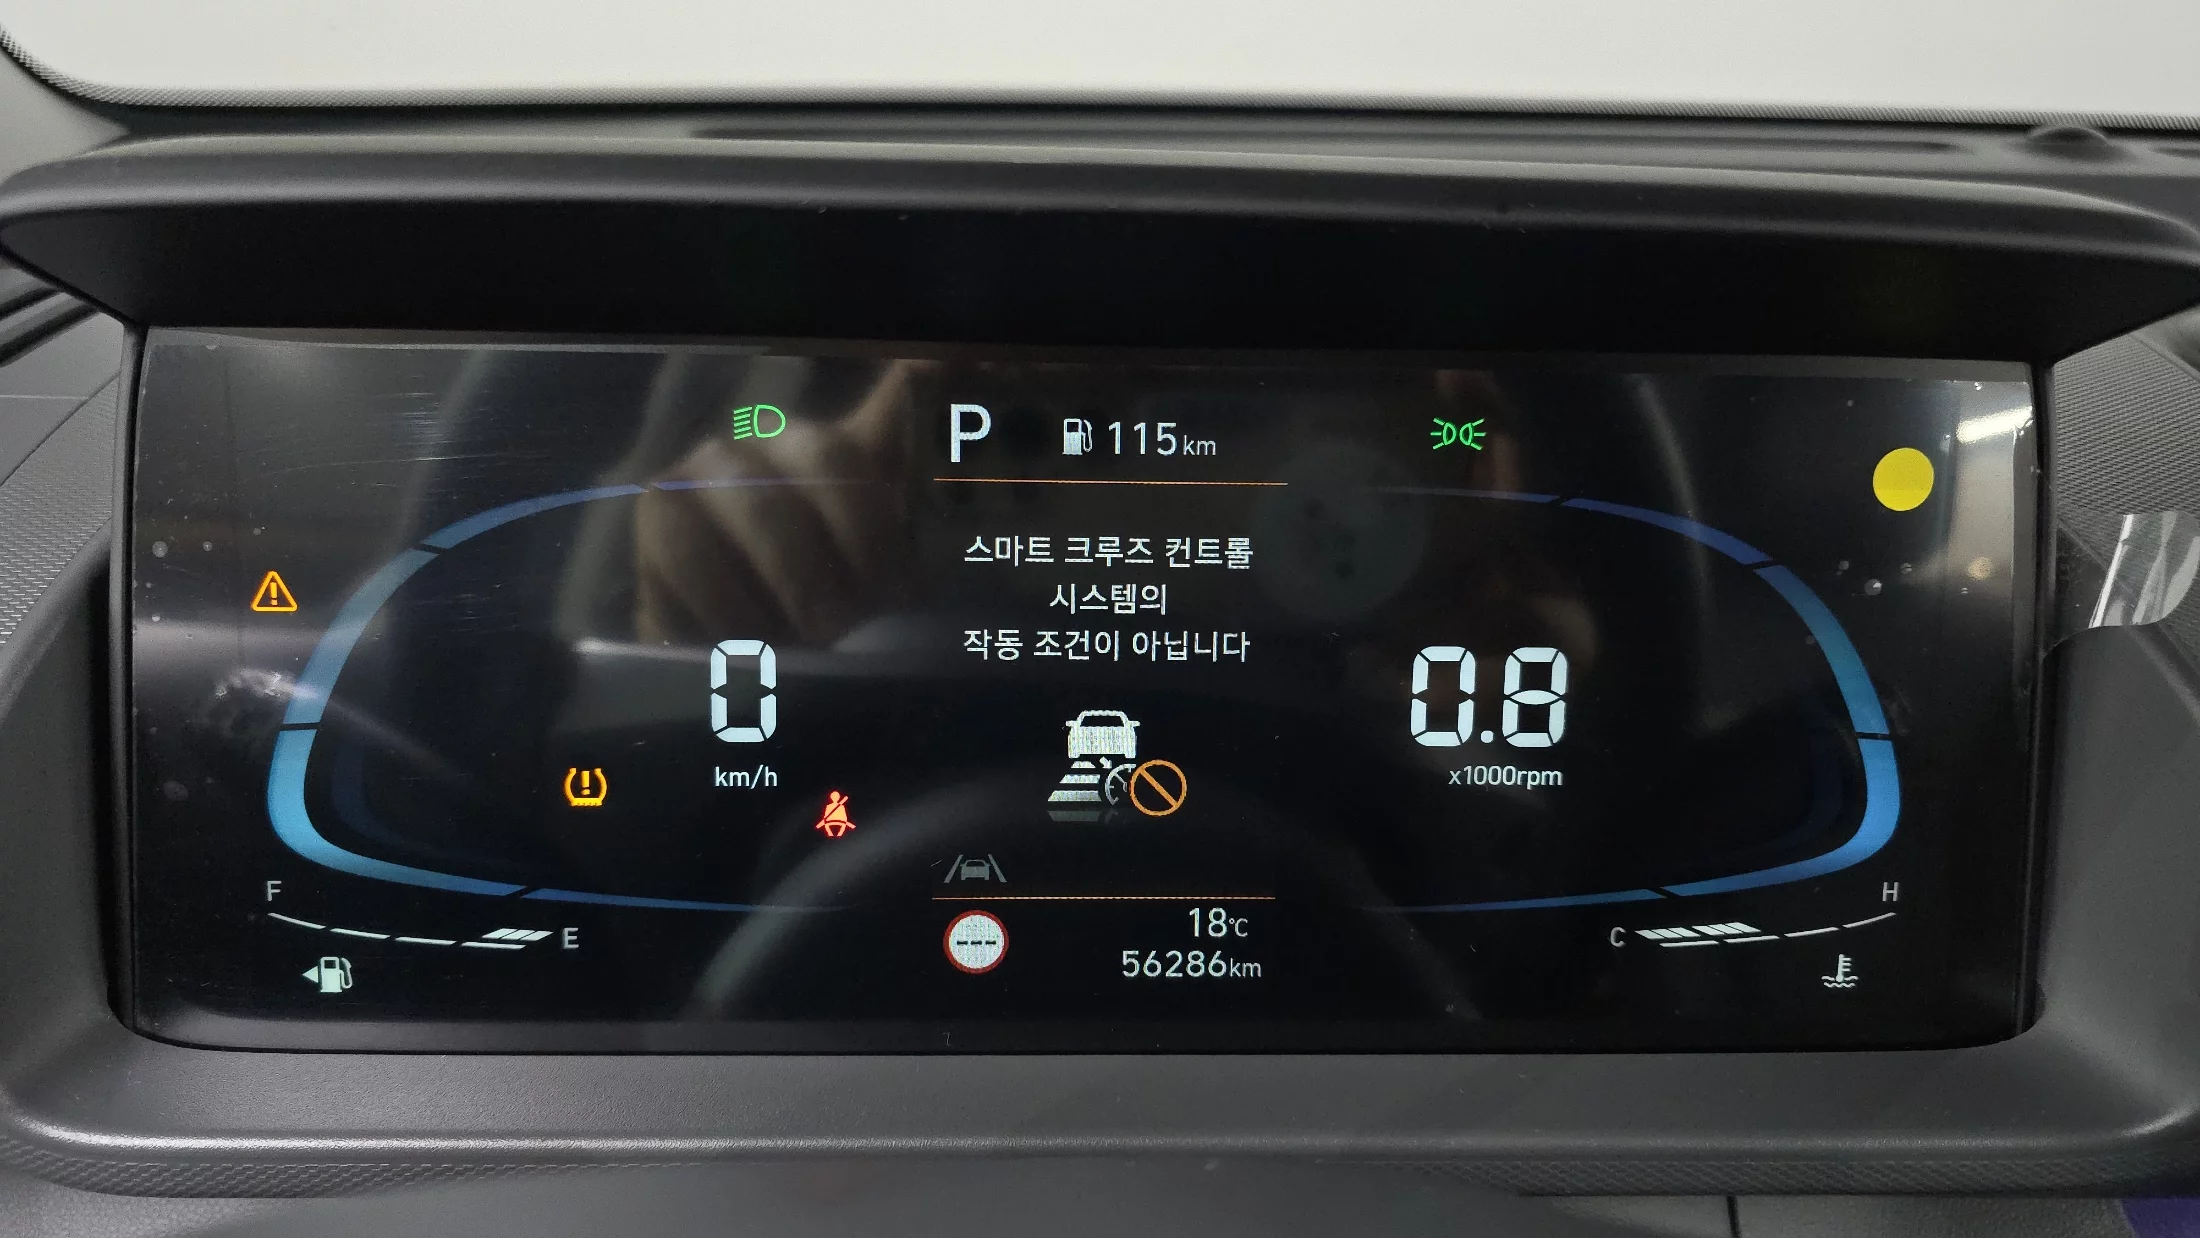 P 115km
스마트 크루즈 컨트롤
시스템의
작동 조건이 아닙니다
0
km/h
0.8
x1000rpm
F E
C H
--- 18℃
56286km